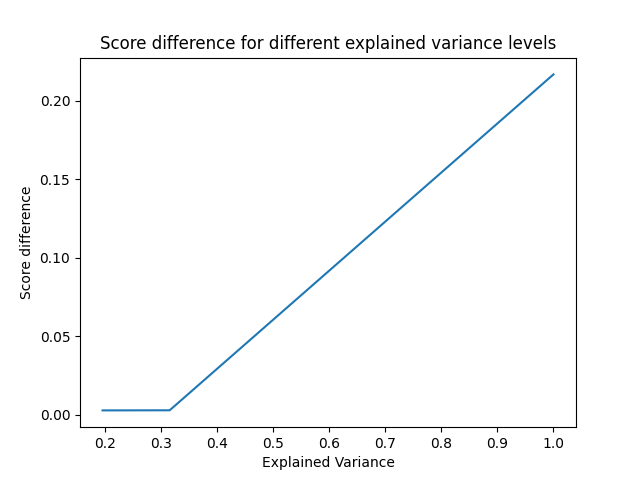 Score difference for different explained variance levels
Score difference
0.20
0.15
0.10
0.05
0.00
0.2 0.3 0.4 0.5 0.6 0.7 0.8 0.9 1.0
Explained Variance